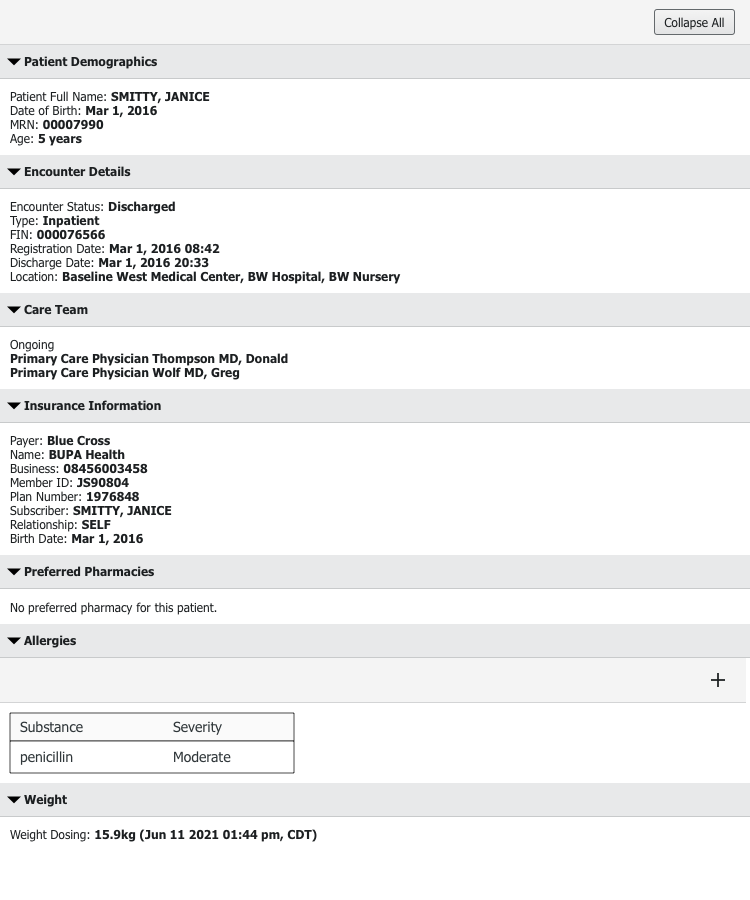 Collapse All
Patient Demographics
Patient Full Name: SMITTY, JANICE
Date of Birth: Mar 1, 2016
MRN: 00007990
Age: 5 years
Encounter Details
Encounter Status: Discharged
Type: Inpatient
FIN: 000076566
Registration Date: Mar 1, 2016 08:42
Discharge Date: Mar 1, 2016 20:33
Location: Baseline West Medical Center, BW Hospital, BW Nursery
Care Team
Ongoing
Primary Care Physician Thompson MD, Donald
Primary Care Physician Wolf MD, Greg
Insurance Information
Payer: Blue Cross
Name: BUPA Health
Business: 08456003458
Member ID: JS90804
Plan Number: 1976848
Subscriber: SMITTY, JANICE
Relationship: SELF
Birth Date: Mar 1, 2016
Preferred Pharmacies
No preferred pharmacy for this patient.
Allergies
+
Substance Severity
penicillin Moderate
Weight
Weight Dosing: 15.9kg (Jun 11 2021 01:44 pm, CDT)